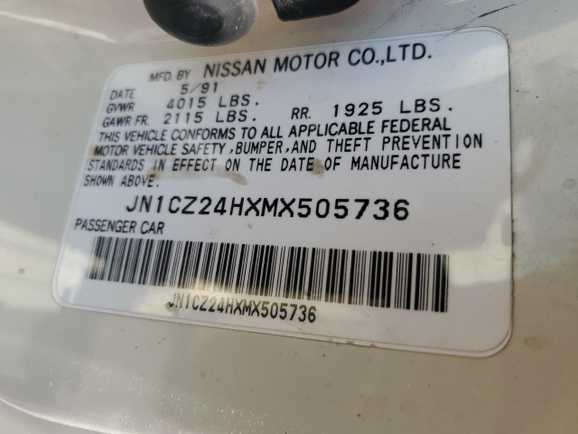 MFD. BY NISSAN MOTOR CO.,LTD.
DATE 5/91
GVWR 4015 LBS.
GAWR FR. 2115 LBS. RR. 1925 LBS.
THIS VEHICLE CONFORMS TO ALL APPLICABLE FEDERAL
MOTOR VEHICLE SAFETY, BUMPER, AND THEFT PREVENTION
STANDARDS IN EFFECT ON THE DATE OF MANUFACTURE
SHOWN ABOVE.
JN1CZ24HXMX505736
PASSENGER CAR
JN1CZ24HXMX505736